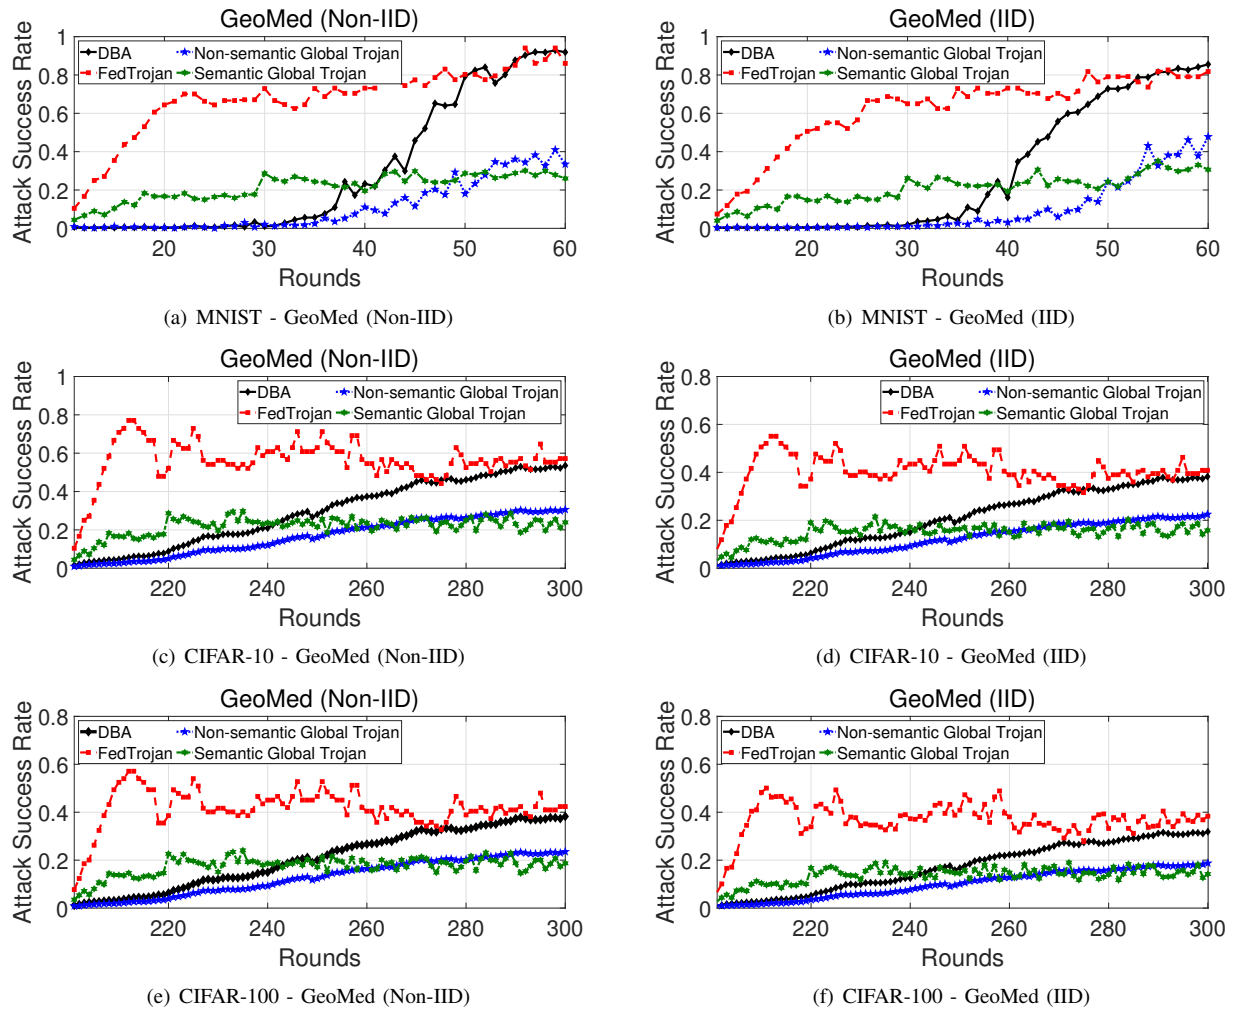 GeoMed (Non-IID)
Attack Success Rate
1
0.8
0.6
0.4
0.2
0
DBA
Non-semantic Global Trojan
FedTrojan
Semantic Global Trojan
20 30 40 50 60
Rounds
(a) MNIST - GeoMed (Non-IID)
GeoMed (IID)
Attack Success Rate
1
0.8
0.6
0.4
0.2
0
DBA
Non-semantic Global Trojan
FedTrojan
Semantic Global Trojan
20 30 40 50 60
Rounds
(b) MNIST - GeoMed (IID)
GeoMed (Non-IID)
Attack Success Rate
1
0.8
0.6
0.4
0.2
0
DBA
Non-semantic Global Trojan
FedTrojan
Semantic Global Trojan
220 240 260 280 300
Rounds
(c) CIFAR-10 - GeoMed (Non-IID)
GeoMed (IID)
Attack Success Rate
0.8
0.6
0.4
0.2
0
DBA
Non-semantic Global Trojan
FedTrojan
Semantic Global Trojan
220 240 260 280 300
Rounds
(d) CIFAR-10 - GeoMed (IID)
GeoMed (Non-IID)
Attack Success Rate
0.8
0.6
0.4
0.2
0
DBA
Non-semantic Global Trojan
FedTrojan
Semantic Global Trojan
220 240 260 280 300
Rounds
(e) CIFAR-100 - GeoMed (Non-IID)
GeoMed (IID)
Attack Success Rate
0.8
0.6
0.4
0.2
0
DBA
Non-semantic Global Trojan
FedTrojan
Semantic Global Trojan
220 240 260 280 300
Rounds
(f) CIFAR-100 - GeoMed (IID)